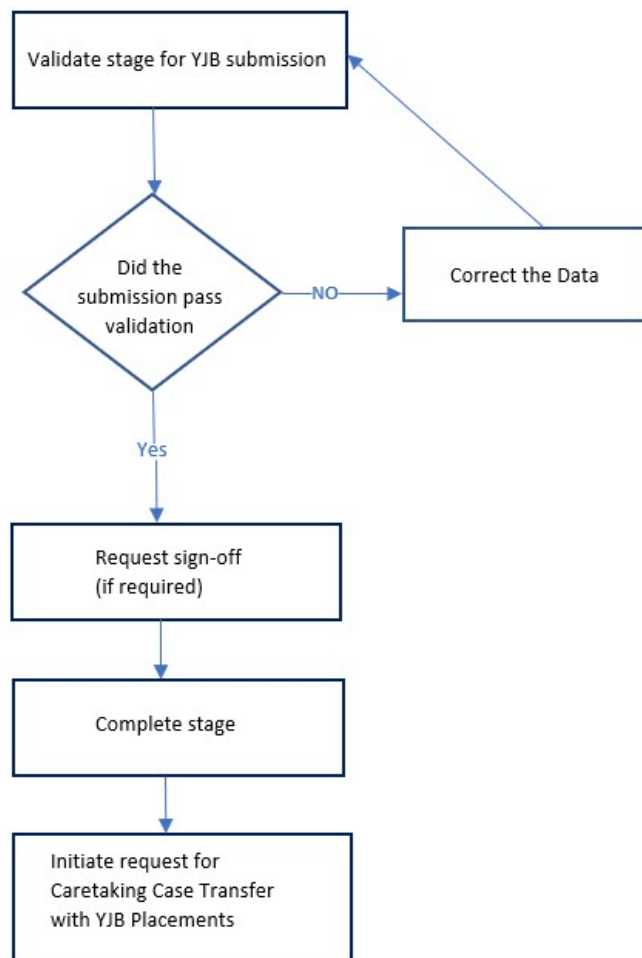 Validate stage for YJB submission
Did the
submission pass
validation
NO
Correct the Data
Yes
Request sign-off
(if required)
Complete stage
Initiate request for
Caretaking Case Transfer
with YJB Placements